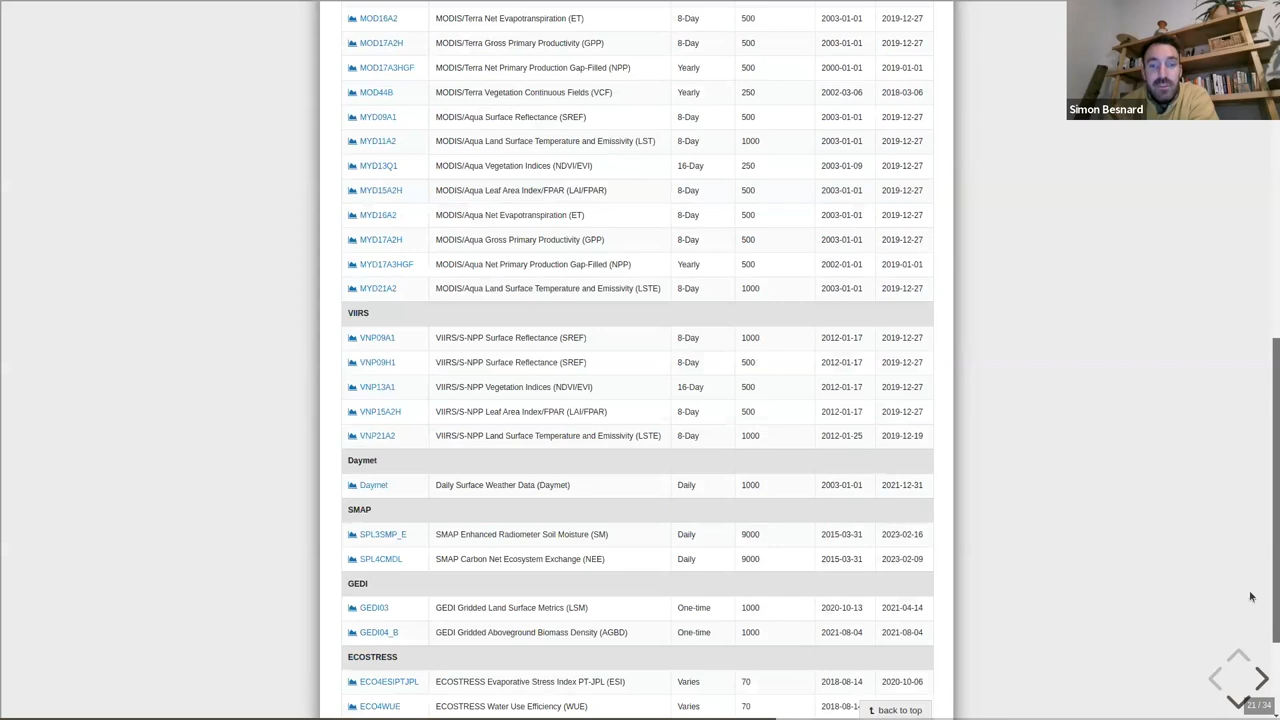 MOD16A2 MODIS/Terra Net Evapotranspiration (ET) 8-Day 500 2003-01-01 2019-12-27
MOD17A2H MODIS/Terra Gross Primary Productivity (GPP) 8-Day 500 2003-01-01 2019-12-27
MOD17A3HGF MODIS/Terra Net Primary Production Gap-Filled (NPP) Yearly 500 2000-01-01 2019-01-01
MOD44B MODIS/Terra Vegetation Continuous Fields (VCF) Yearly 250 2002-03-06 2018-03-06
Simon Besnard
MYD09A1 MODIS/Aqua Surface Reflectance (SREF) 8-Day 500 2003-01-01 2019-12-27
MYD11A2 MODIS/Aqua Land Surface Temperature and Emissivity (LST) 8-Day 1000 2003-01-01 2019-12-27
MYD13Q1 MODIS/Aqua Vegetation Indices (NDVI/EVI) 16-Day 250 2003-01-09 2019-12-27
MYD15A2H MODIS/Aqua Leaf Area Index/FPAR (LAI/FPAR) 8-Day 500 2003-01-01 2019-12-27
MYD16A2 MODIS/Aqua Net Evapotranspiration (ET) 8-Day 500 2003-01-01 2019-12-27
MYD17A2H MODIS/Aqua Gross Primary Productivity (GPP) 8-Day 500 2003-01-01 2019-12-27
MYD17A3HGF MODIS/Aqua Net Primary Production Gap-Filled (NPP) Yearly 500 2002-01-01 2019-01-01
MYD21A2 MODIS/Aqua Land Surface Temperature and Emissivity (LSTE) 8-Day 1000 2003-01-01 2019-12-27
VIIRS
VNP09A1 VIIRS/S-NPP Surface Reflectance (SREF) 8-Day 1000 2012-01-17 2019-12-27
VNP09H1 VIIRS/S-NPP Surface Reflectance (SREF) 8-Day 500 2012-01-17 2019-12-27
VNP13A1 VIIRS/S-NPP Vegetation Indices (NDVI/EVI) 16-Day 500 2012-01-17 2019-12-27
VNP15A2H VIIRS/S-NPP Leaf Area Index/FPAR (LAI/FPAR) 8-Day 500 2012-01-17 2019-12-27
VNP21A2 VIIRS/S-NPP Land Surface Temperature and Emissivity (LSTE) 8-Day 1000 2012-01-25 2019-12-19
Daymet
Daymet Daily Surface Weather Data (Daymet) Daily 1000 2003-01-01 2021-12-31
SMAP
SPL3SMP_E SMAP Enhanced Radiometer Soil Moisture (SM) Daily 9000 2015-03-31 2023-02-16
SPL4CMDL SMAP Carbon Net Ecosystem Exchange (NEE) Daily 9000 2015-03-31 2023-02-09
GEDI
GEDI03 GEDI Gridded Land Surface Metrics (LSM) One-time 1000 2020-10-13 2021-04-14
GEDI04_B GEDI Gridded Aboveground Biomass Density (AGBD) One-time 1000 2021-08-04 2021-08-04
ECOSTRESS
ECO4ESIPTJPL ECOSTRESS Evaporative Stress Index PT-JPL (ESI) Varies 70 2018-08-14 2020-10-06
ECO4WUE ECOSTRESS Water Use Efficiency (WUE) Varies 70 2018-08-14
back to top
21 / 34